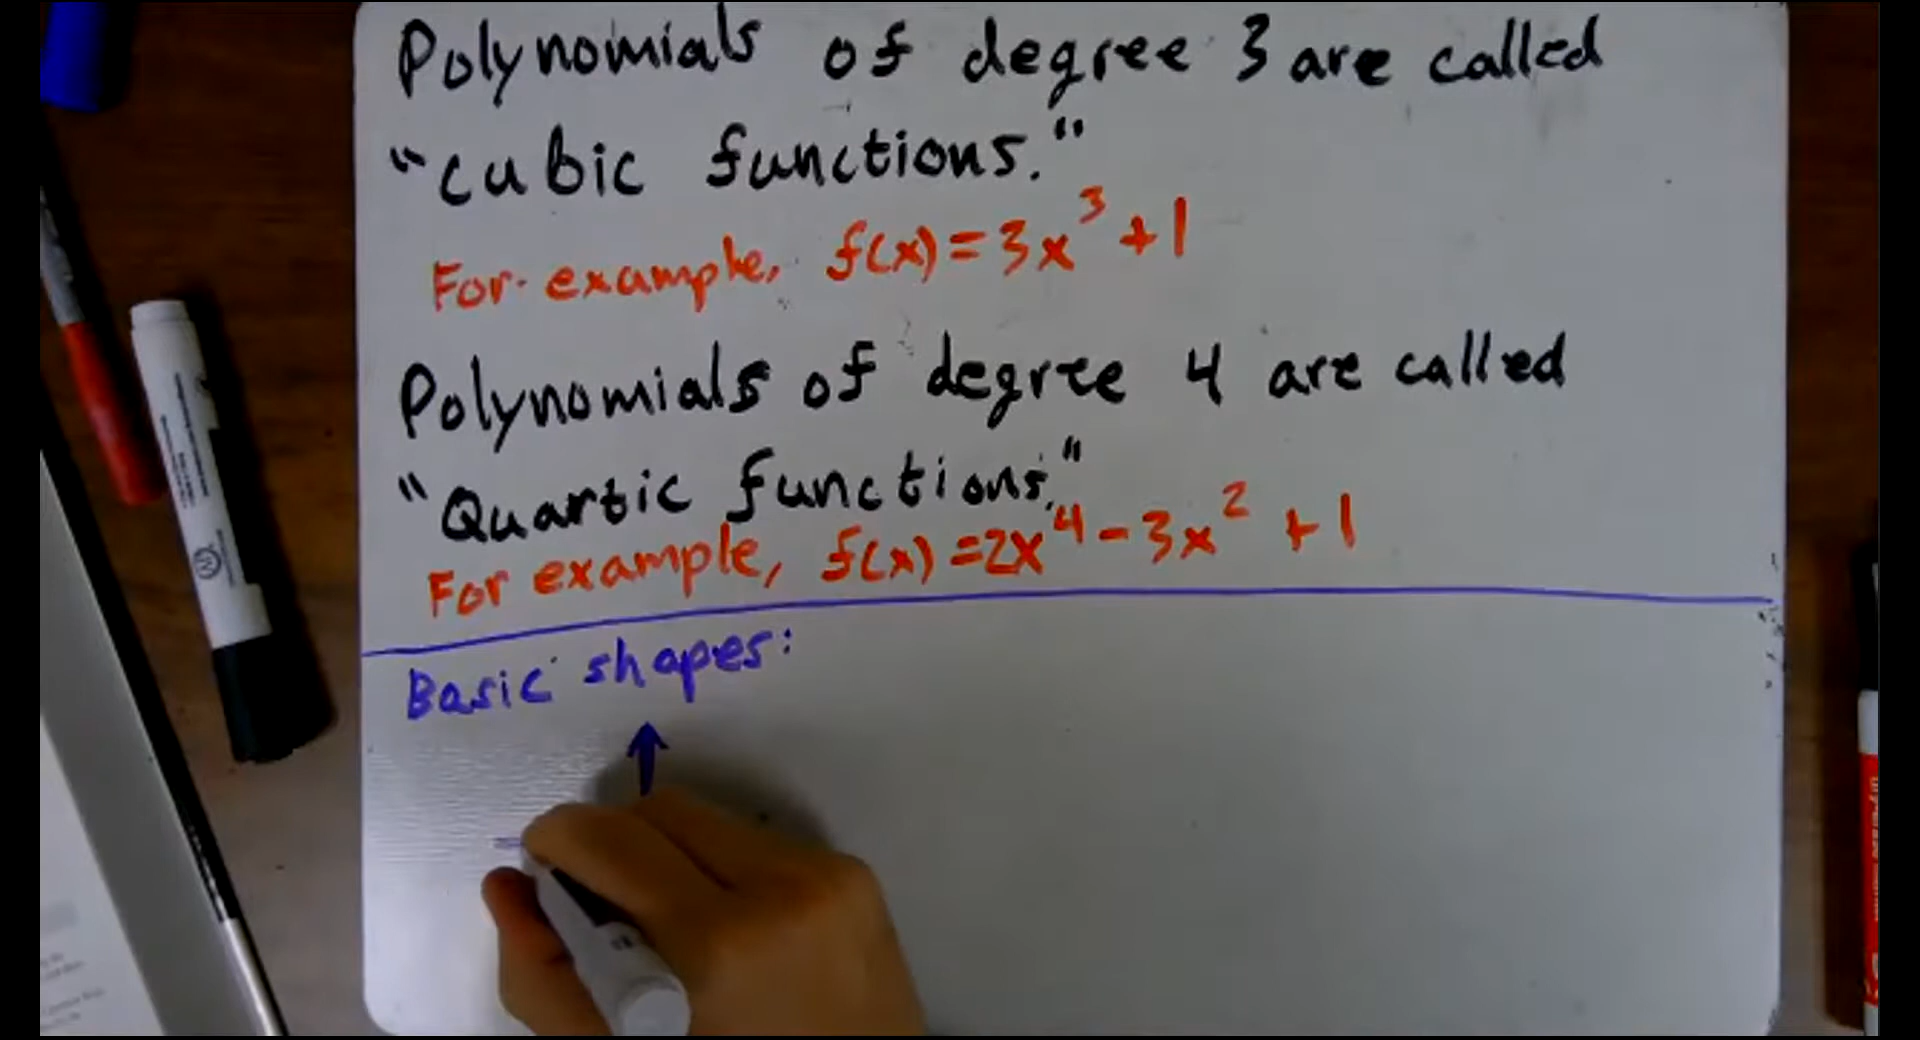 Polynomials of degree 3 are called
"cubic functions."
For example, f(x) = 3x³ + 1
Polynomials of degree 4 are called
"Quartic functions."
For example, f(x) = 2x⁴ - 3x² + 1
Basic shapes: